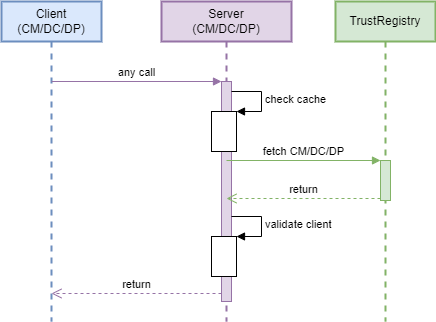 Client
(CM/DC/DP)
Server
(CM/DC/DP)
TrustRegistry
any call
check cache
fetch CM/DC/DP
return
validate client
return